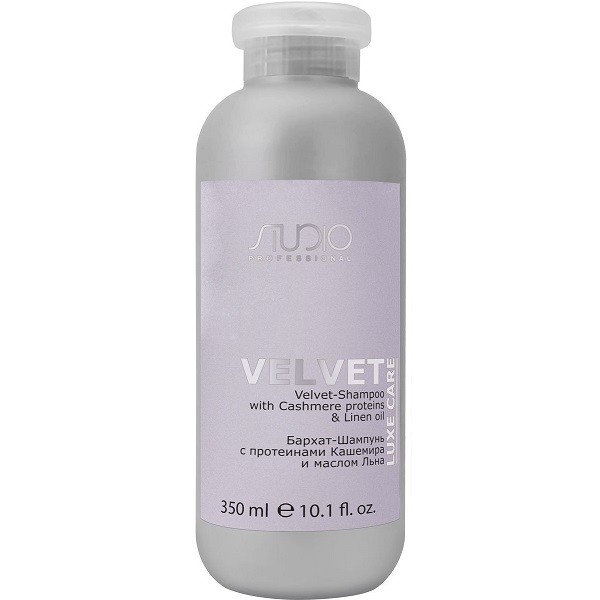 STUDIO
PROFESSIONAL
VELVET
LUXE CARE
Velvet-Shampoo
with Cashmere proteins
& Linen oil
Бархат-Шампунь
с протеинами Кашемира
и маслом Льна
350 ml ℮ 10.1 fl. oz.